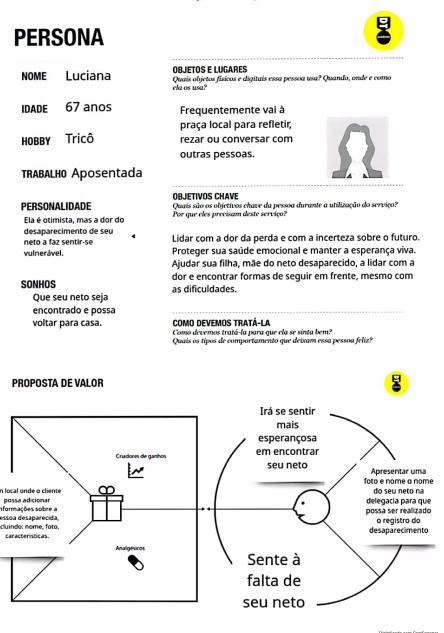 PERSONA
NOME Luciana
IDADE 67 anos
HOBBY Tricô
TRABALHO Aposentada
PERSONALIDADE
Ela é otimista, mas a dor do
desaparecimento de seu
neto a faz sentir-se
vulnerável.
SONHOS
Que seu neto seja
encontrado e possa
voltar para casa.
OBJETOS E LUGARES
Quais objetos físicos e digitais essa pessoa usa? Quando, onde e como
ela os usa?
Frequentemente vai à
praça local para refletir,
rezar ou conversar com
outras pessoas.
OBJETIVOS CHAVE
Quais são os objetivos chave da pessoa durante a utilização do serviço?
Por que eles precisam deste serviço?
Lidar com a dor da perda e com a incerteza sobre o futuro.
Proteger sua saúde emocional e manter a esperança viva.
Ajudar sua filha, mãe do neto desaparecido, a lidar com a
dor e encontrar formas de seguir em frente, mesmo com
as dificuldades.
COMO DEVEMOS TRATÁ-LA
Como devemos tratá-la para que ela se sinta bem?
Quais os tipos de comportamento que deixam essa pessoa feliz?
PROPOSTA DE VALOR
local onde o cliente
possa adicionar
informações sobre a
pessoa desaparecida,
nome, foto,
características.
Criadores de ganhos
Analgésicos
Irá se sentir
mais
esperançosa
em encontrar
seu neto
Sente à
falta de
seu neto
Apresentar uma
foto e nome o nome
do seu neto na
delegacia para que
possa ser realizado
o registro do
desaparecimento